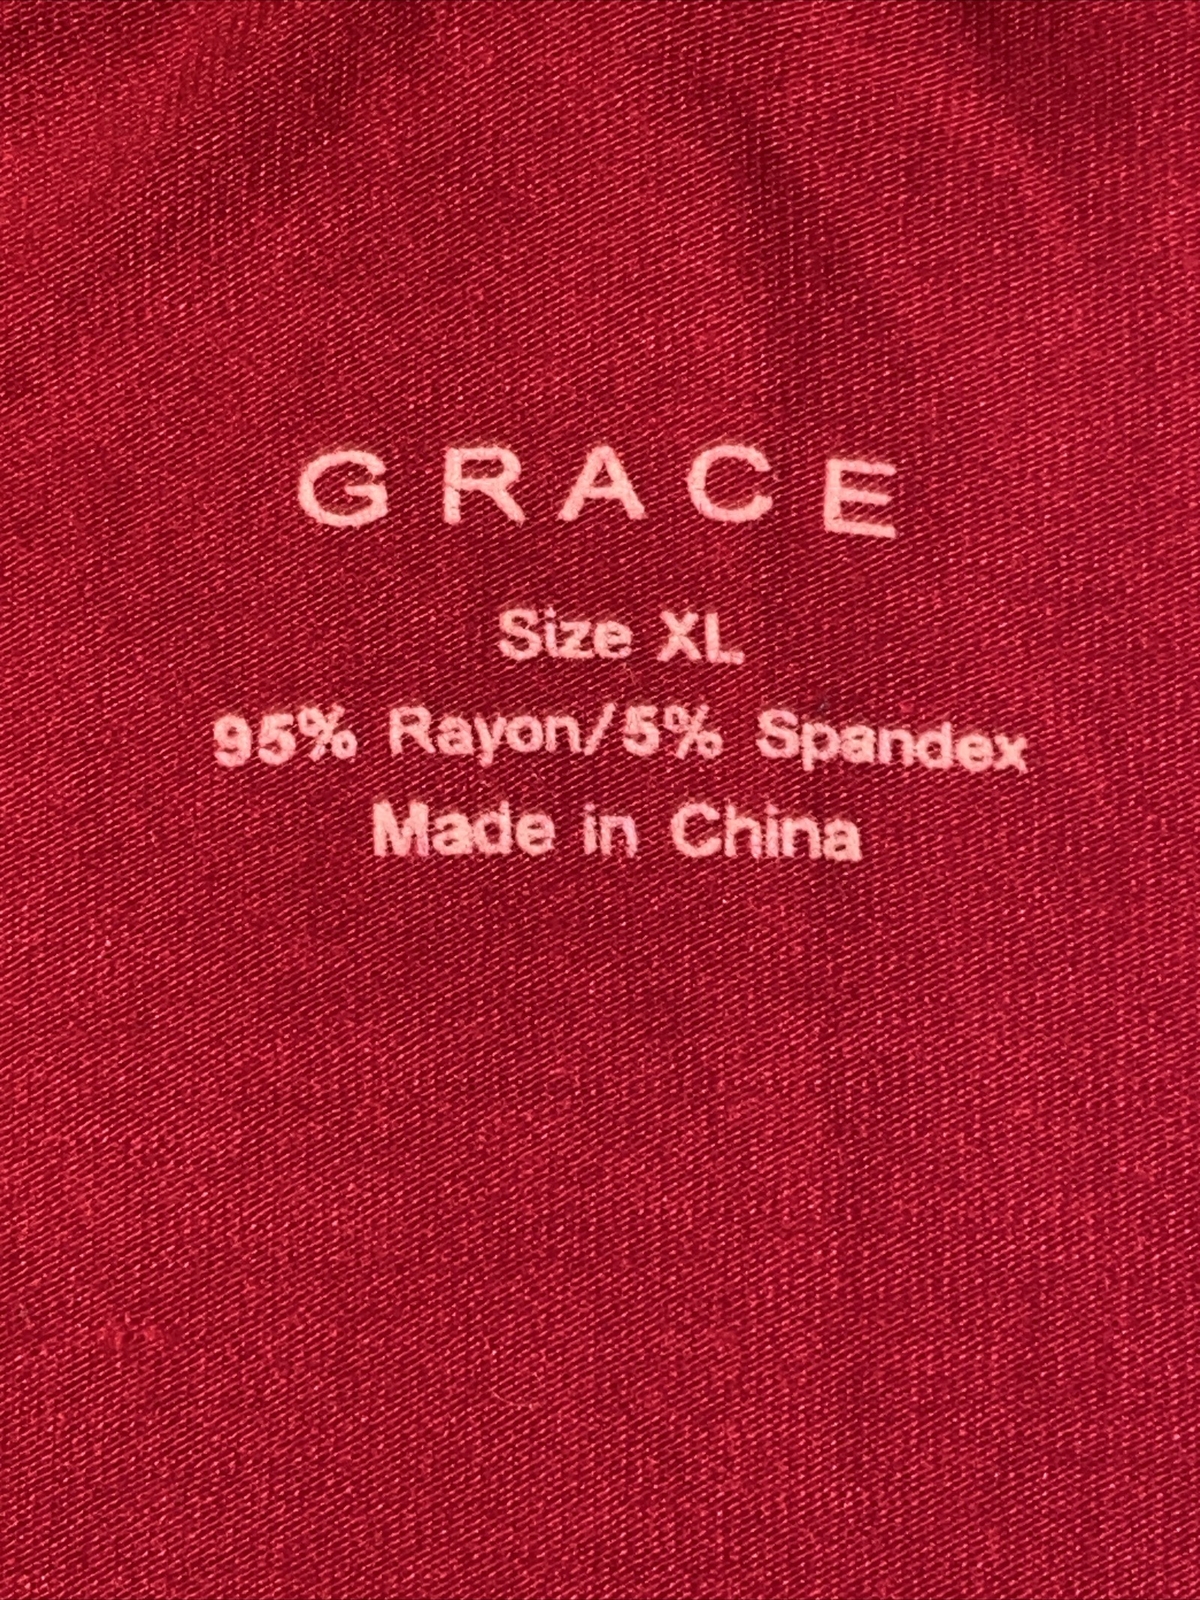 GRACE
Size XL
95% Rayon/5% Spandex
Made in China